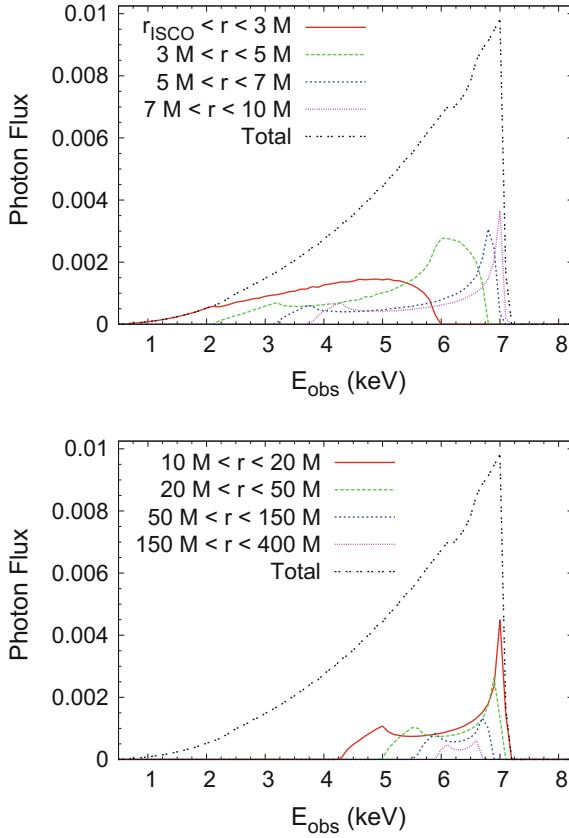 r_ISCO < r < 3 M
3 M < r < 5 M
5 M < r < 7 M
7 M < r < 10 M
Total
Photon Flux
0.01
0.008
0.006
0.004
0.002
0
1 2 3 4 5 6 7 8
E_obs (keV)
10 M < r < 20 M
20 M < r < 50 M
50 M < r < 150 M
150 M < r < 400 M
Total
Photon Flux
0.01
0.008
0.006
0.004
0.002
0
1 2 3 4 5 6 7 8
E_obs (keV)